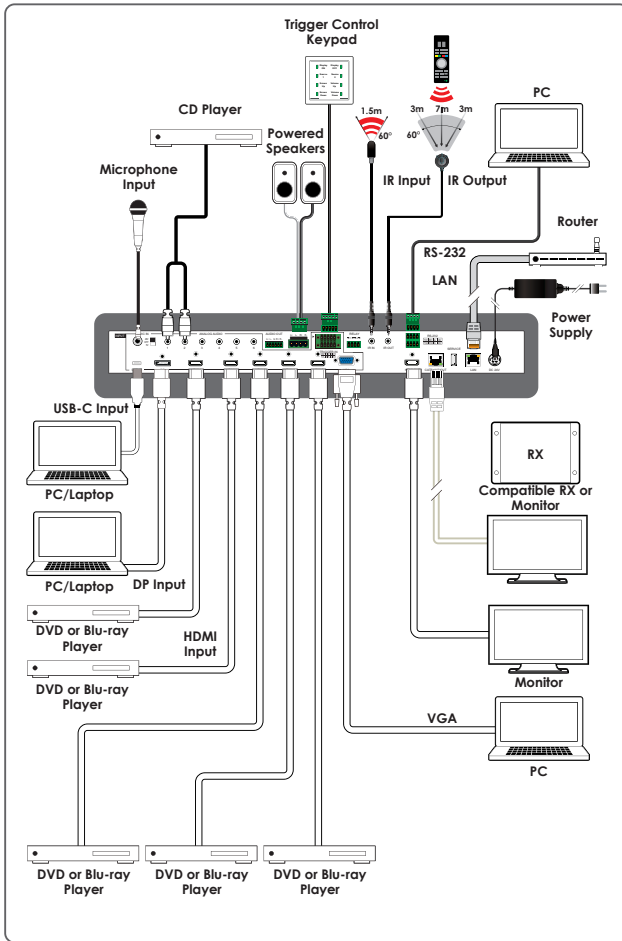 Trigger Control
Keypad
CD Player
Powered
Speakers
Microphone
Input
1.5m
60°
3m 7m 3m
60°
IR Input
IR Output
PC
RS-232
LAN
Router
Power
Supply
USB-C Input
PC/Laptop
PC/Laptop
DP Input
DVD or Blu-ray
Player
HDMI
Input
DVD or Blu-ray
Player
RX
Compatible RX or
Monitor
Monitor
VGA
PC
DVD or Blu-ray
Player
DVD or Blu-ray
Player
DVD or Blu-ray
Player